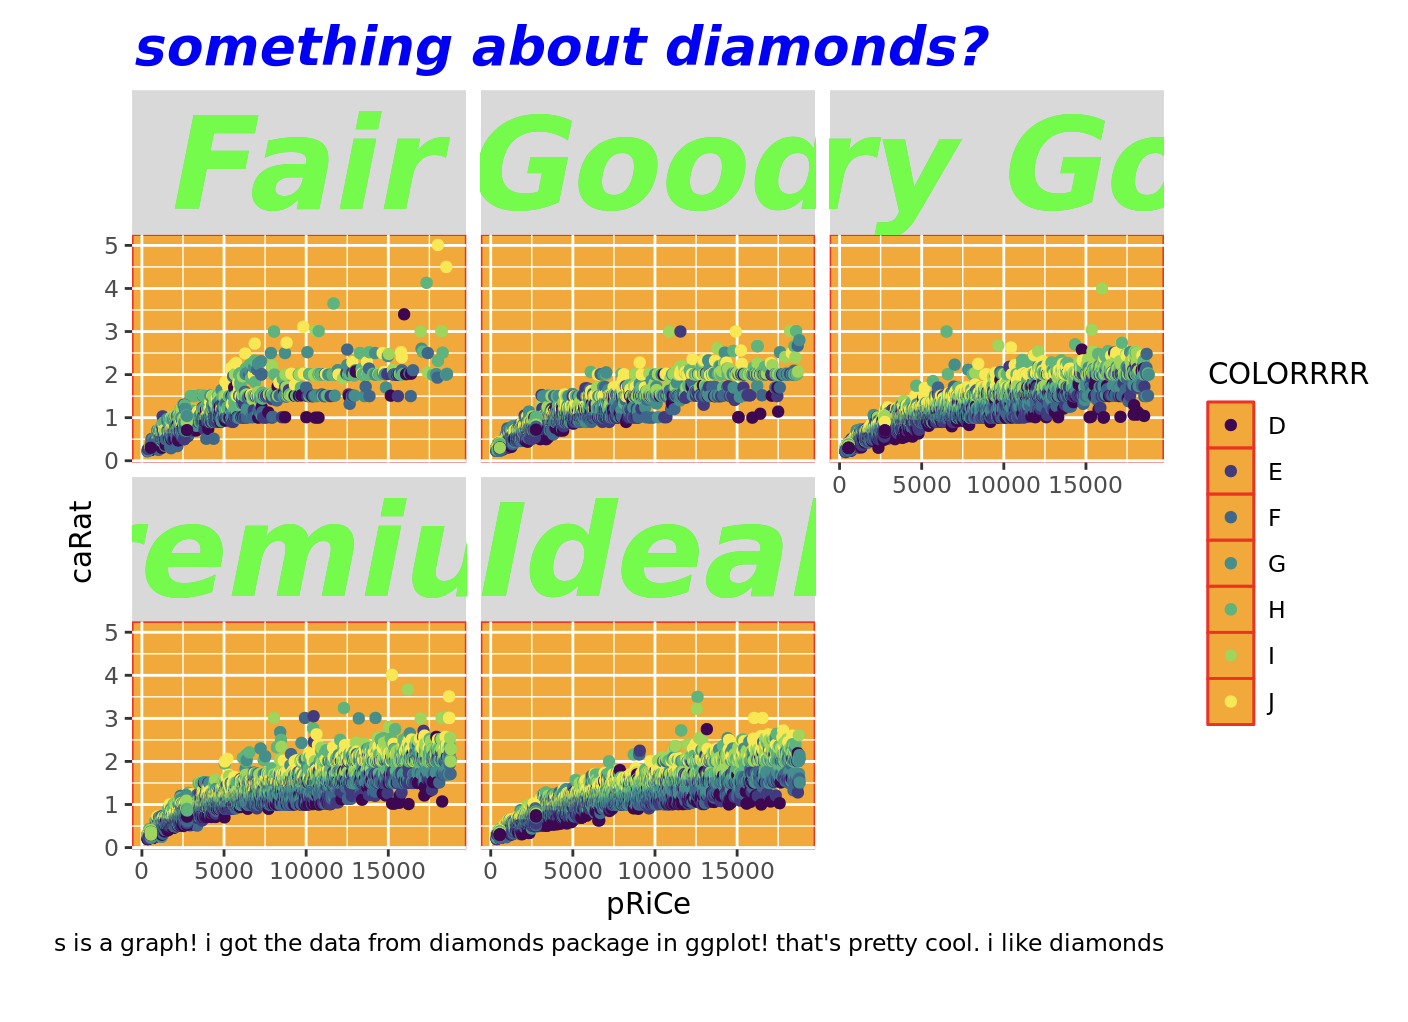 something about diamonds?
Fair
Good
ry Go
5
4
3
2
1
0
0 5000 10000 15000
remiu
Ideal
5
4
3
2
1
0
0 5000 10000 15000
0 5000 10000 15000
caRat
pRiCe
COLORRRR
D
E
F
G
H
I
J
s is a graph! i got the data from diamonds package in ggplot! that's pretty cool. i like diamonds